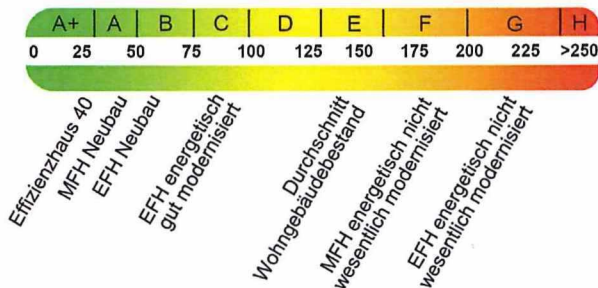 A+ A B C D E F G H
0 25 50 75 100 125 150 175 200 225 >250
Effizienzhaus 40
MFH Neubau
EFH Neubau
EFH energetisch
gut modernisiert
Durchschnitt
Wohngebäudebestand
MFH energetisch nicht
wesentlich modernisiert
EFH energetisch nicht
wesentlich modernisiert